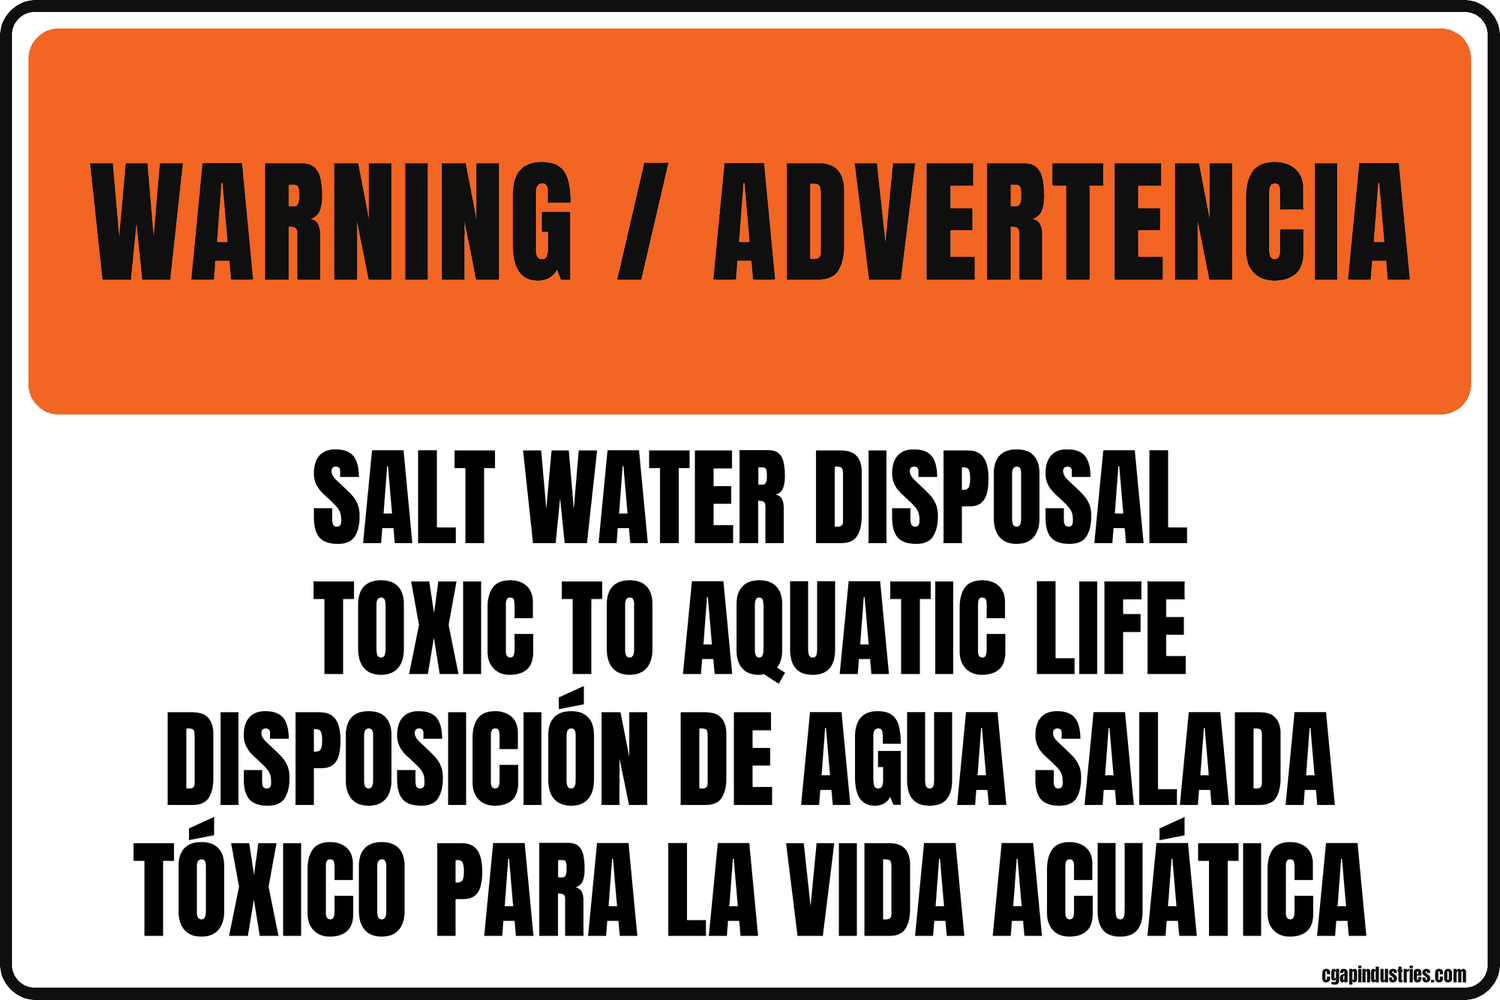 WARNING / ADVERTENCIA
SALT WATER DISPOSAL
TOXIC TO AQUATIC LIFE
DISPOSICIÓN DE AGUA SALADA
TÓXICO PARA LA VIDA ACUÁTICA
cgapindustries.com